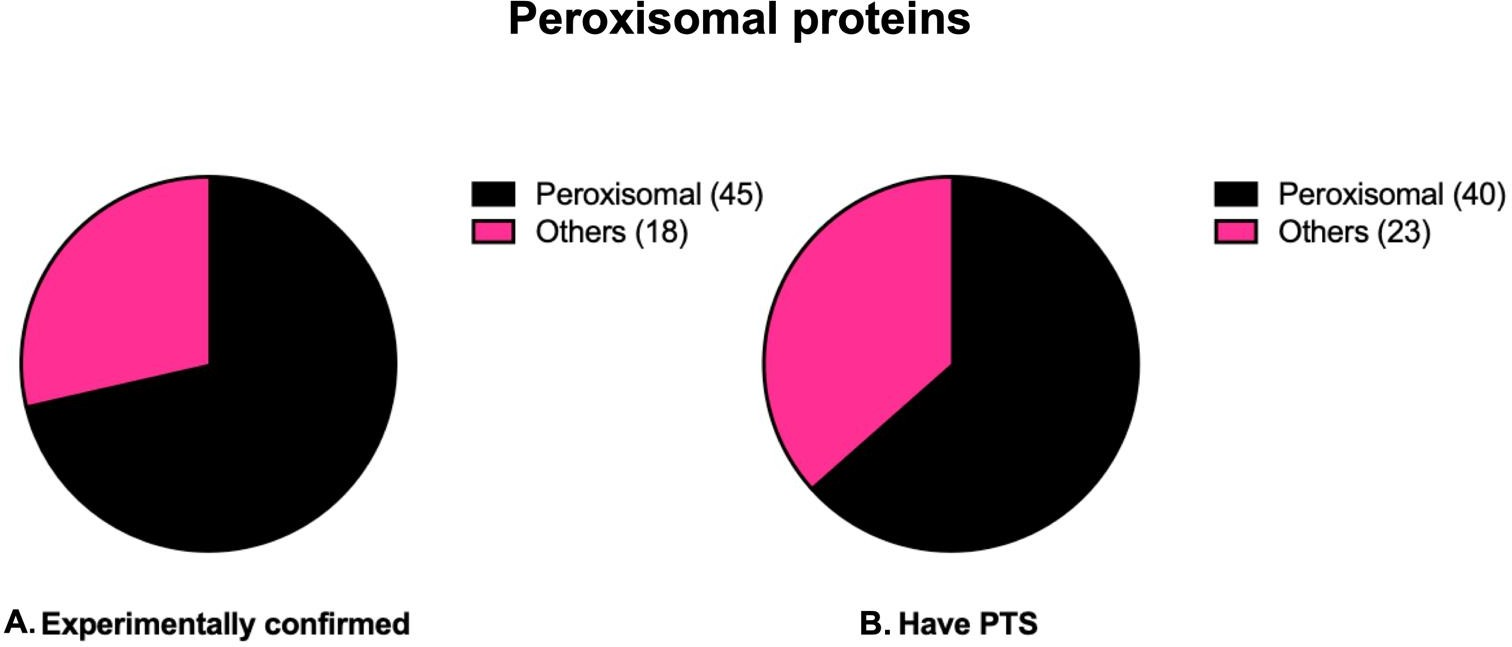 Peroxisomal proteins
Peroxisomal (45)
Others (18)
Peroxisomal (40)
Others (23)
A. Experimentally confirmed
B. Have PTS